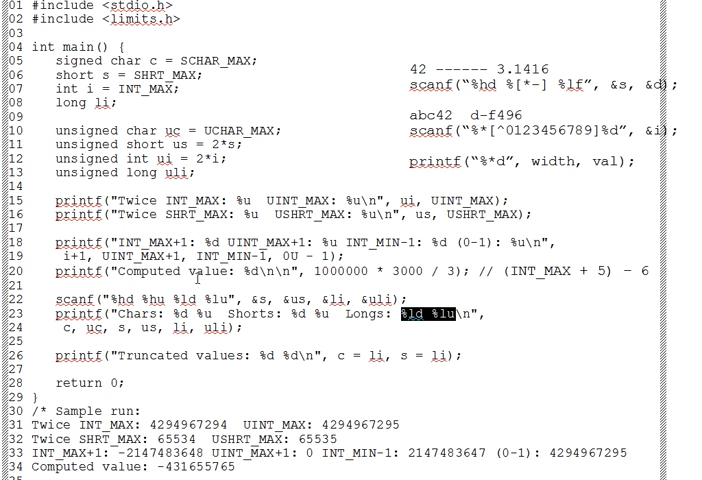 01 #include <stdio.h>
02 #include <limits.h>
03
04 int main() {
05 signed char c = SCHAR_MAX;
06 short s = SHRT_MAX;
07 int i = INT_MAX;
08 long li;
09
10 unsigned char uc = UCHAR_MAX;
11 unsigned short us = 2*s;
12 unsigned int ui = 2*i;
13 unsigned long uli;
14
15 printf("Twice INT_MAX: %u UINT_MAX: %u\n", ui, UINT_MAX);
16 printf("Twice SHRT_MAX: %u USHRT_MAX: %u\n", us, USHRT_MAX);
17
18 printf("INT_MAX+1: %d UINT_MAX+1: %u INT_MIN-1: %d (0-1): %u\n",
19 i+1, UINT_MAX+1, INT_MIN-1, 0U - 1);
20 printf("Computed value: %d\n\n", 1000000 * 3000 / 3); // (INT_MAX + 5) – 6
21
22 scanf("%hd %hu %ld %lu", &s, &us, &li, &uli);
23 printf("Chars: %d %u Shorts: %d %u Longs: %ld %lu\n",
24 c, uc, s, us, li, uli);
25
26 printf("Truncated values: %d %d\n", c = li, s = li);
27
28 return 0;
29 }
30 /* Sample run:
31 Twice INT_MAX: 4294967294 UINT_MAX: 4294967295
32 Twice SHRT_MAX: 65534 USHRT_MAX: 65535
33 INT_MAX+1: -2147483648 UINT_MAX+1: 0 INT_MIN-1: 2147483647 (0-1): 4294967295
34 Computed value: -431655765
42 ------ 3.1416
scanf(“%hd %[*-] %lf”, &s, &d);
abc42 d-f496
scanf(“%*[^0123456789]%d”, &i);
printf(“%*d”, width, val);